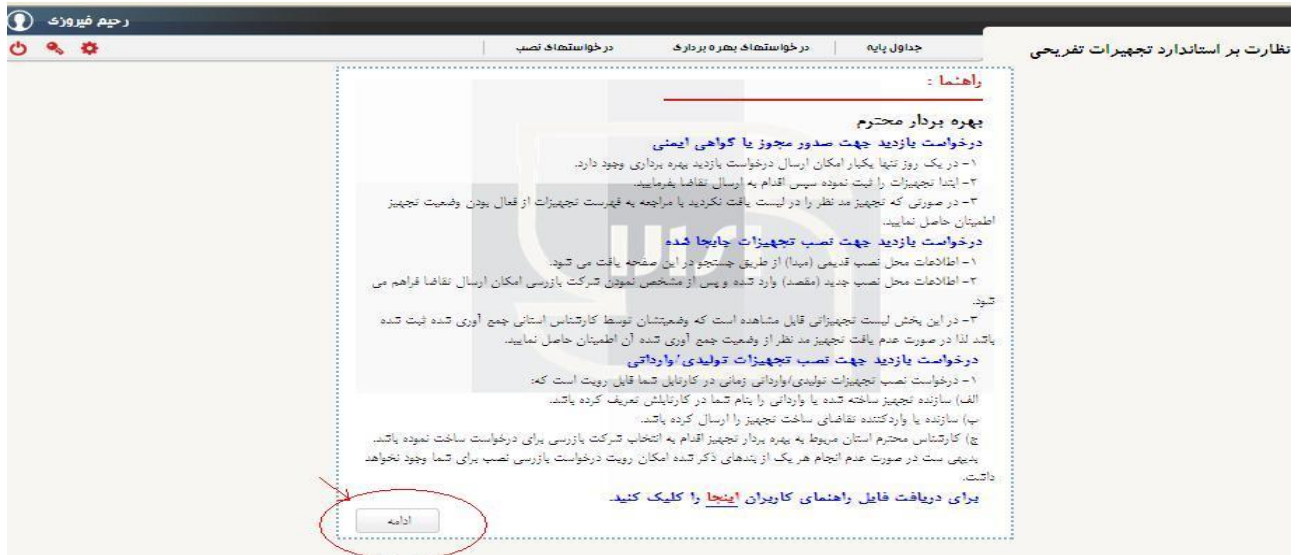 رحیم فیروزی
نظارت بر استاندارد تجهیزات تفریحی
جداول پایه
درخواستهای بهره برداری
درخواستهای نصب
راهنما :
بهره بردار محترم
درخواست بازدید جهت صدور مجوز یا گواهی ایمنی
۱- در یک روز تنها یکبار امکان ارسال درخواست بازدید بهره برداری وجود دارد.
۲- ابتدا تجهیزات را ثبت نموده سپس اقدام به ارسال تقاضا بفرمایید.
۳- در صورتی که تجهیز مد نظر را در لیست یافت نکردید با مراجعه به فهرست تجهیزات از فعال بودن وضعیت تجهیز
اطمینان حاصل نمایید.
درخواست بازدید جهت نصب تجهیزات جابجا شده
۱- اطلاعات محل نصب قدیمی (مبدا) از طریق جستجو در این صفحه یافت می شود.
۲- اطلاعات محل نصب جدید (مقصد) وارد شده و پس از مشخص نمودن شرکت بازرسی امکان ارسال تقاضا فراهم می
شود.
۳- در این بخش لیست تجهیزاتی قابل مشاهده است که وضعیتشان توسط کارشناس استانی جمع آوری شده ثبت شده
باشد لذا در صورت عدم یافت تجهیز مد نظر از وضعیت جمع آوری شده آن اطمینان حاصل نمایید.
درخواست بازدید جهت نصب تجهیزات تولیدی/وارداتی
۱- درخواست نصب تجهیزات تولیدی/وارداتی زمانی در کارتابل شما قابل رویت است که:
الف) سازنده تجهیز ساخته شده یا وارداتی را بنام شما در کارتابلش تعریف کرده باشد.
ب) سازنده یا واردکننده تقاضای ساخت تجهیز را ارسال کرده باشد.
ج) کارشناس محترم استان مربوط به بهره بردار تجهیز اقدام به انتخاب شرکت بازرسی برای درخواست ساخت نموده باشد.
بدیهی ست در صورت عدم انجام هر یک از بندهای ذکر شده امکان رویت درخواست بازرسی نصب برای شما وجود نخواهد
داشت.
برای دریافت فایل راهنمای کاربران اینجا را کلیک کنید.
ادامه